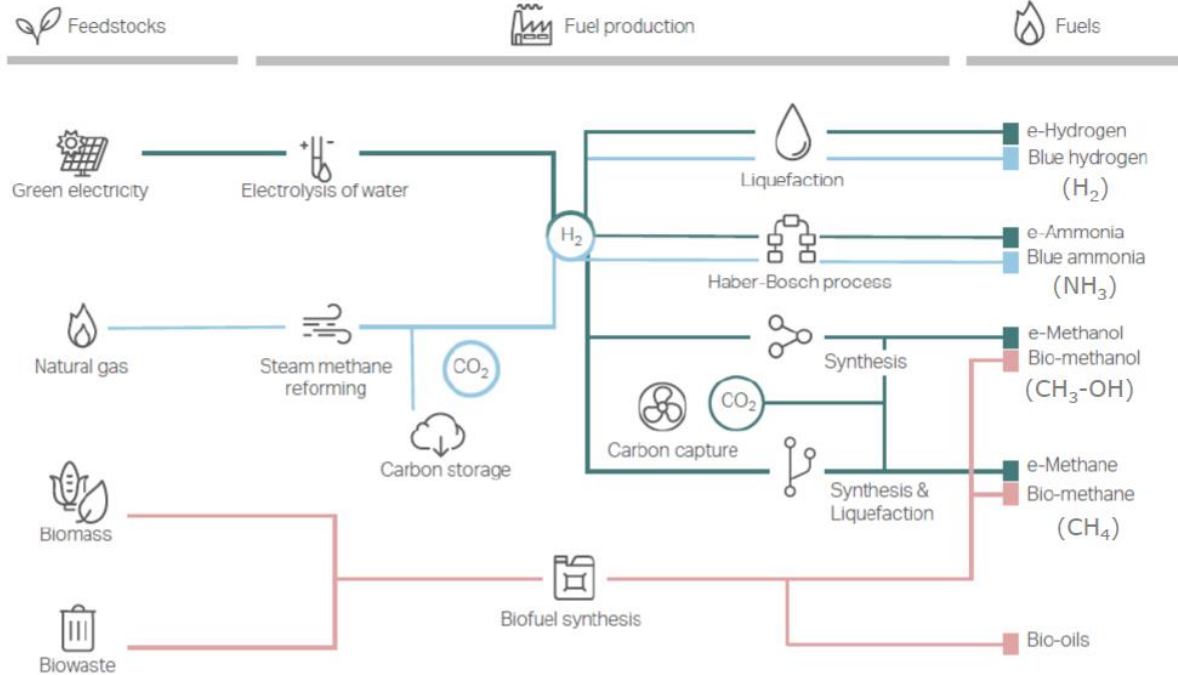 Feedstocks
Fuel production
Fuels
Green electricity
Electrolysis of water
H₂
Liquefaction
e-Hydrogen
Blue hydrogen
(H₂)
Haber-Bosch process
e-Ammonia
Blue ammonia
(NH₃)
Natural gas
Steam methane
reforming
CO₂
Carbon storage
Synthesis
e-Methanol
Bio-methanol
(CH₃-OH)
Carbon capture
CO₂
Synthesis &
Liquefaction
e-Methane
Bio-methane
(CH₄)
Biomass
Biowaste
Biofuel synthesis
Bio-oils